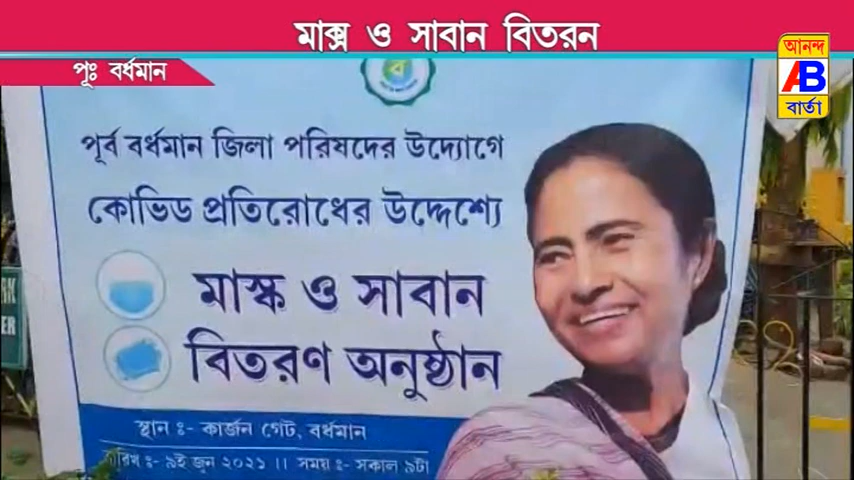 মাক্স ও সাবান বিতরন
পূঃ বর্ধমান
আনন্দ
AB
বার্তা
ব
পূর্ব বর্ধমান জিলা পরিষদের উদ্যোগে
কোভিড প্রতিরোধের উদ্দেশ্যে
মাস্ক ও সাবান
বিতরণ অনুষ্ঠান
স্থান ঃ- কার্জন গেট, বর্ধমান
ঃ- ৯ই জুন ২০২১ ।। সময় ঃ- সকাল ৯টা